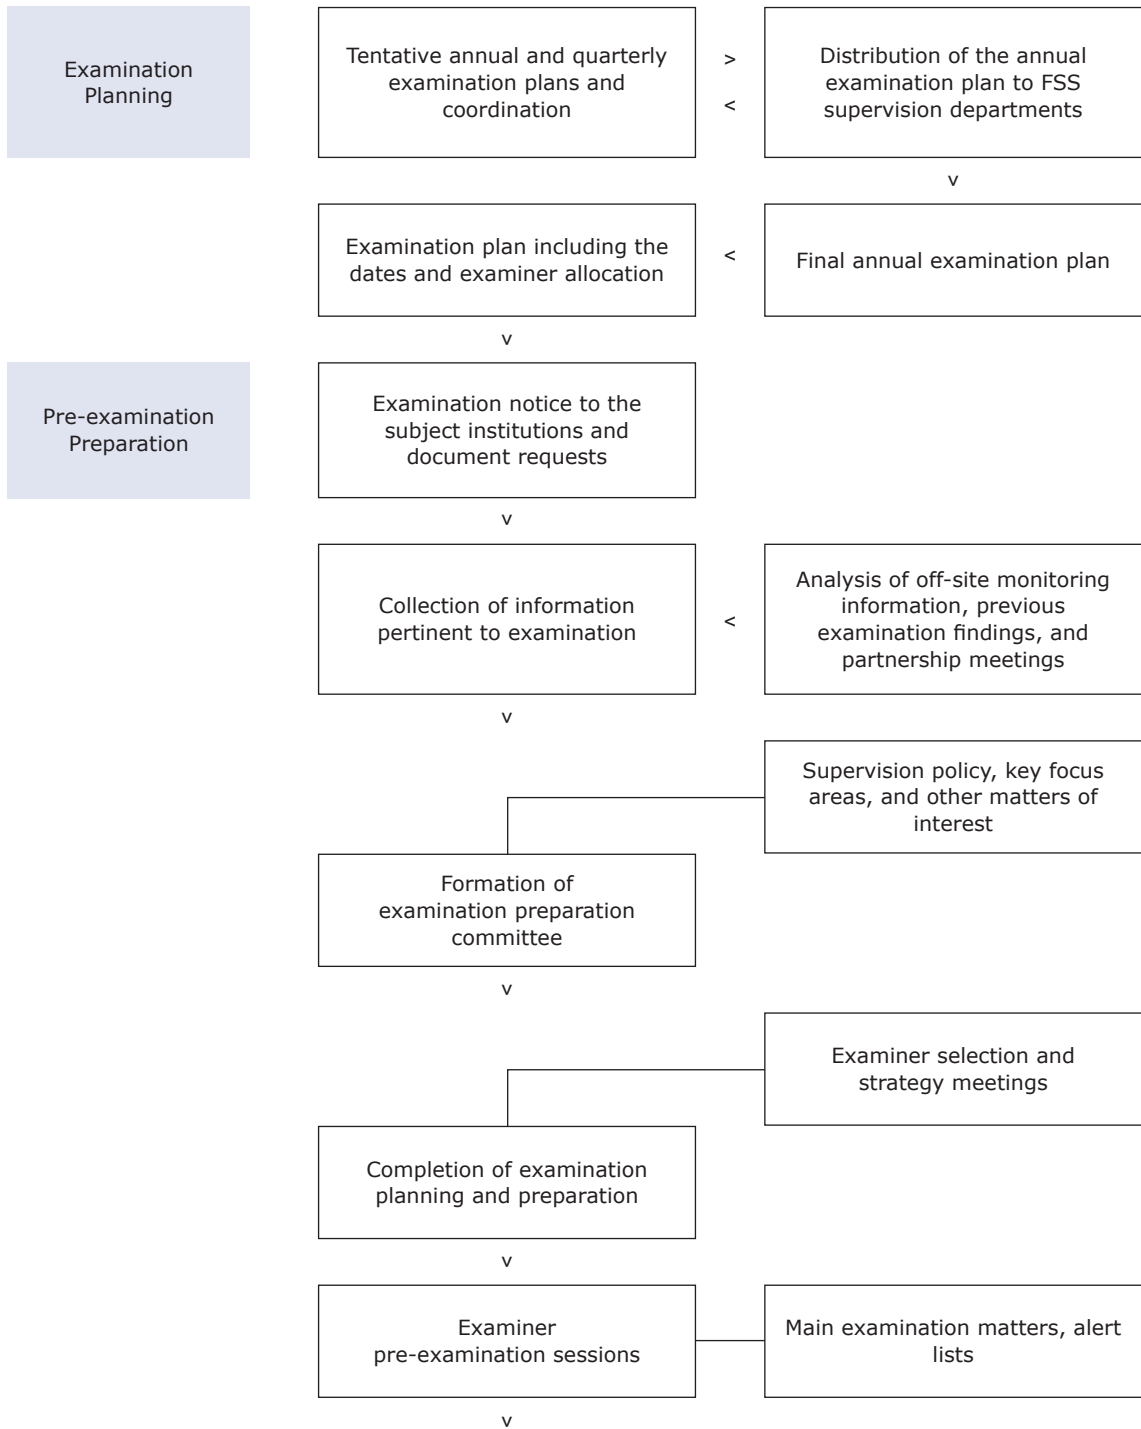 Examination
Planning
Tentative annual and quarterly
examination plans and
coordination
>
<
Distribution of the annual
examination plan to FSS
supervision departments
v
Examination plan including the
dates and examiner allocation
<
Final annual examination plan
v
Pre-examination
Preparation
Examination notice to the
subject institutions and
document requests
v
Collection of information
pertinent to examination
<
Analysis of off-site monitoring
information, previous
examination findings, and
partnership meetings
v
Supervision policy, key focus
areas, and other matters of
interest
Formation of
examination preparation
committee
v
Examiner selection and
strategy meetings
Completion of examination
planning and preparation
v
Examiner
pre-examination sessions
Main examination matters, alert
lists
v